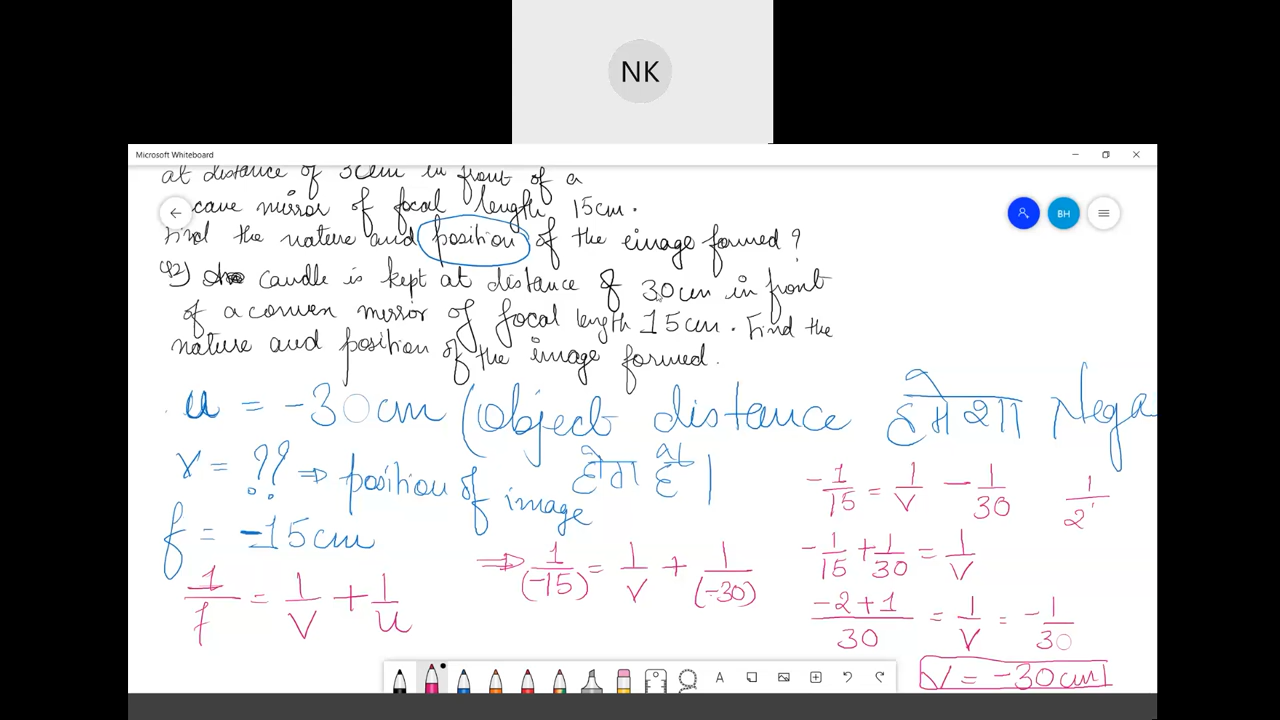 NK
Microsoft Whiteboard
at distance of 30cm in front of a
cave mirror of focal length 15cm.
BH
Find the nature and position of the eimage formed?
Q2) candle is kept at distance of 30cm in front
of a convex mirror of focal length 15cm. Find the
nature and position of the image formed.
u = -30cm (Object distance हमेशा Nega
होता है।
v = ?? ⇒ position of image
f = -15cm
1/f = 1/v + 1/u
⇒ 1/(-15) = 1/v + 1/(-30)
-1/15 = 1/v - 1/30
1/2
-1/15 + 1/30 = 1/v
-2+1/30 = 1/v = -1/30
v = -30cm
A